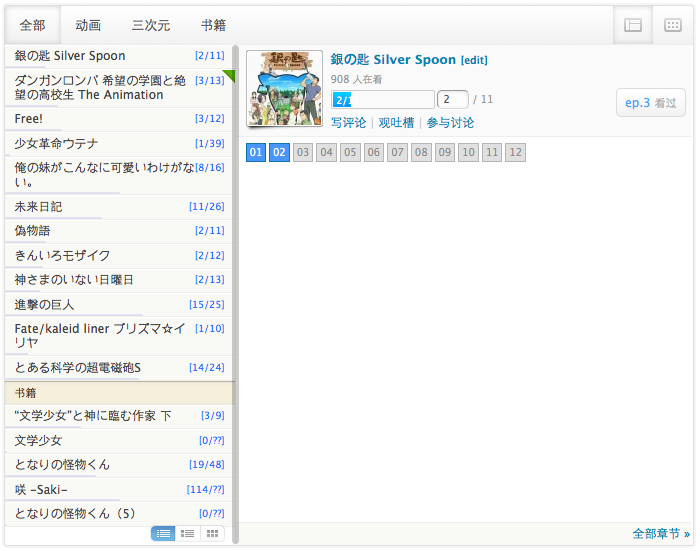 全部 动画 三次元 书籍
銀の匙 Silver Spoon [2/11]
ダンガンロンパ 希望の学園と絶 [3/13]
望の高校生 The Animation
Free! [3/12]
少女革命ウテナ [1/39]
俺の妹がこんなに可愛いわけがな [8/16]
い。
未来日記 [11/26]
偽物語 [2/11]
きんいろモザイク [2/12]
神さまのいない日曜日 [2/13]
進撃の巨人 [15/25]
Fate/kaleid liner プリズマ☆イ [1/10]
リヤ
とある科学の超電磁砲S [14/24]
书籍
“文学少女”と神に臨む作家 下 [3/9]
文学少女 [0/??]
となりの怪物くん [19/48]
咲 -Saki- [114/??]
となりの怪物くん（5） [0/??]
銀の匙
銀の匙 Silver Spoon [edit]
908 人在看
2/1 2 / 11
ep.3 看过
写评论 | 观吐槽 | 参与讨论
01 02 03 04 05 06 07 08 09 10 11 12
全部章节 »